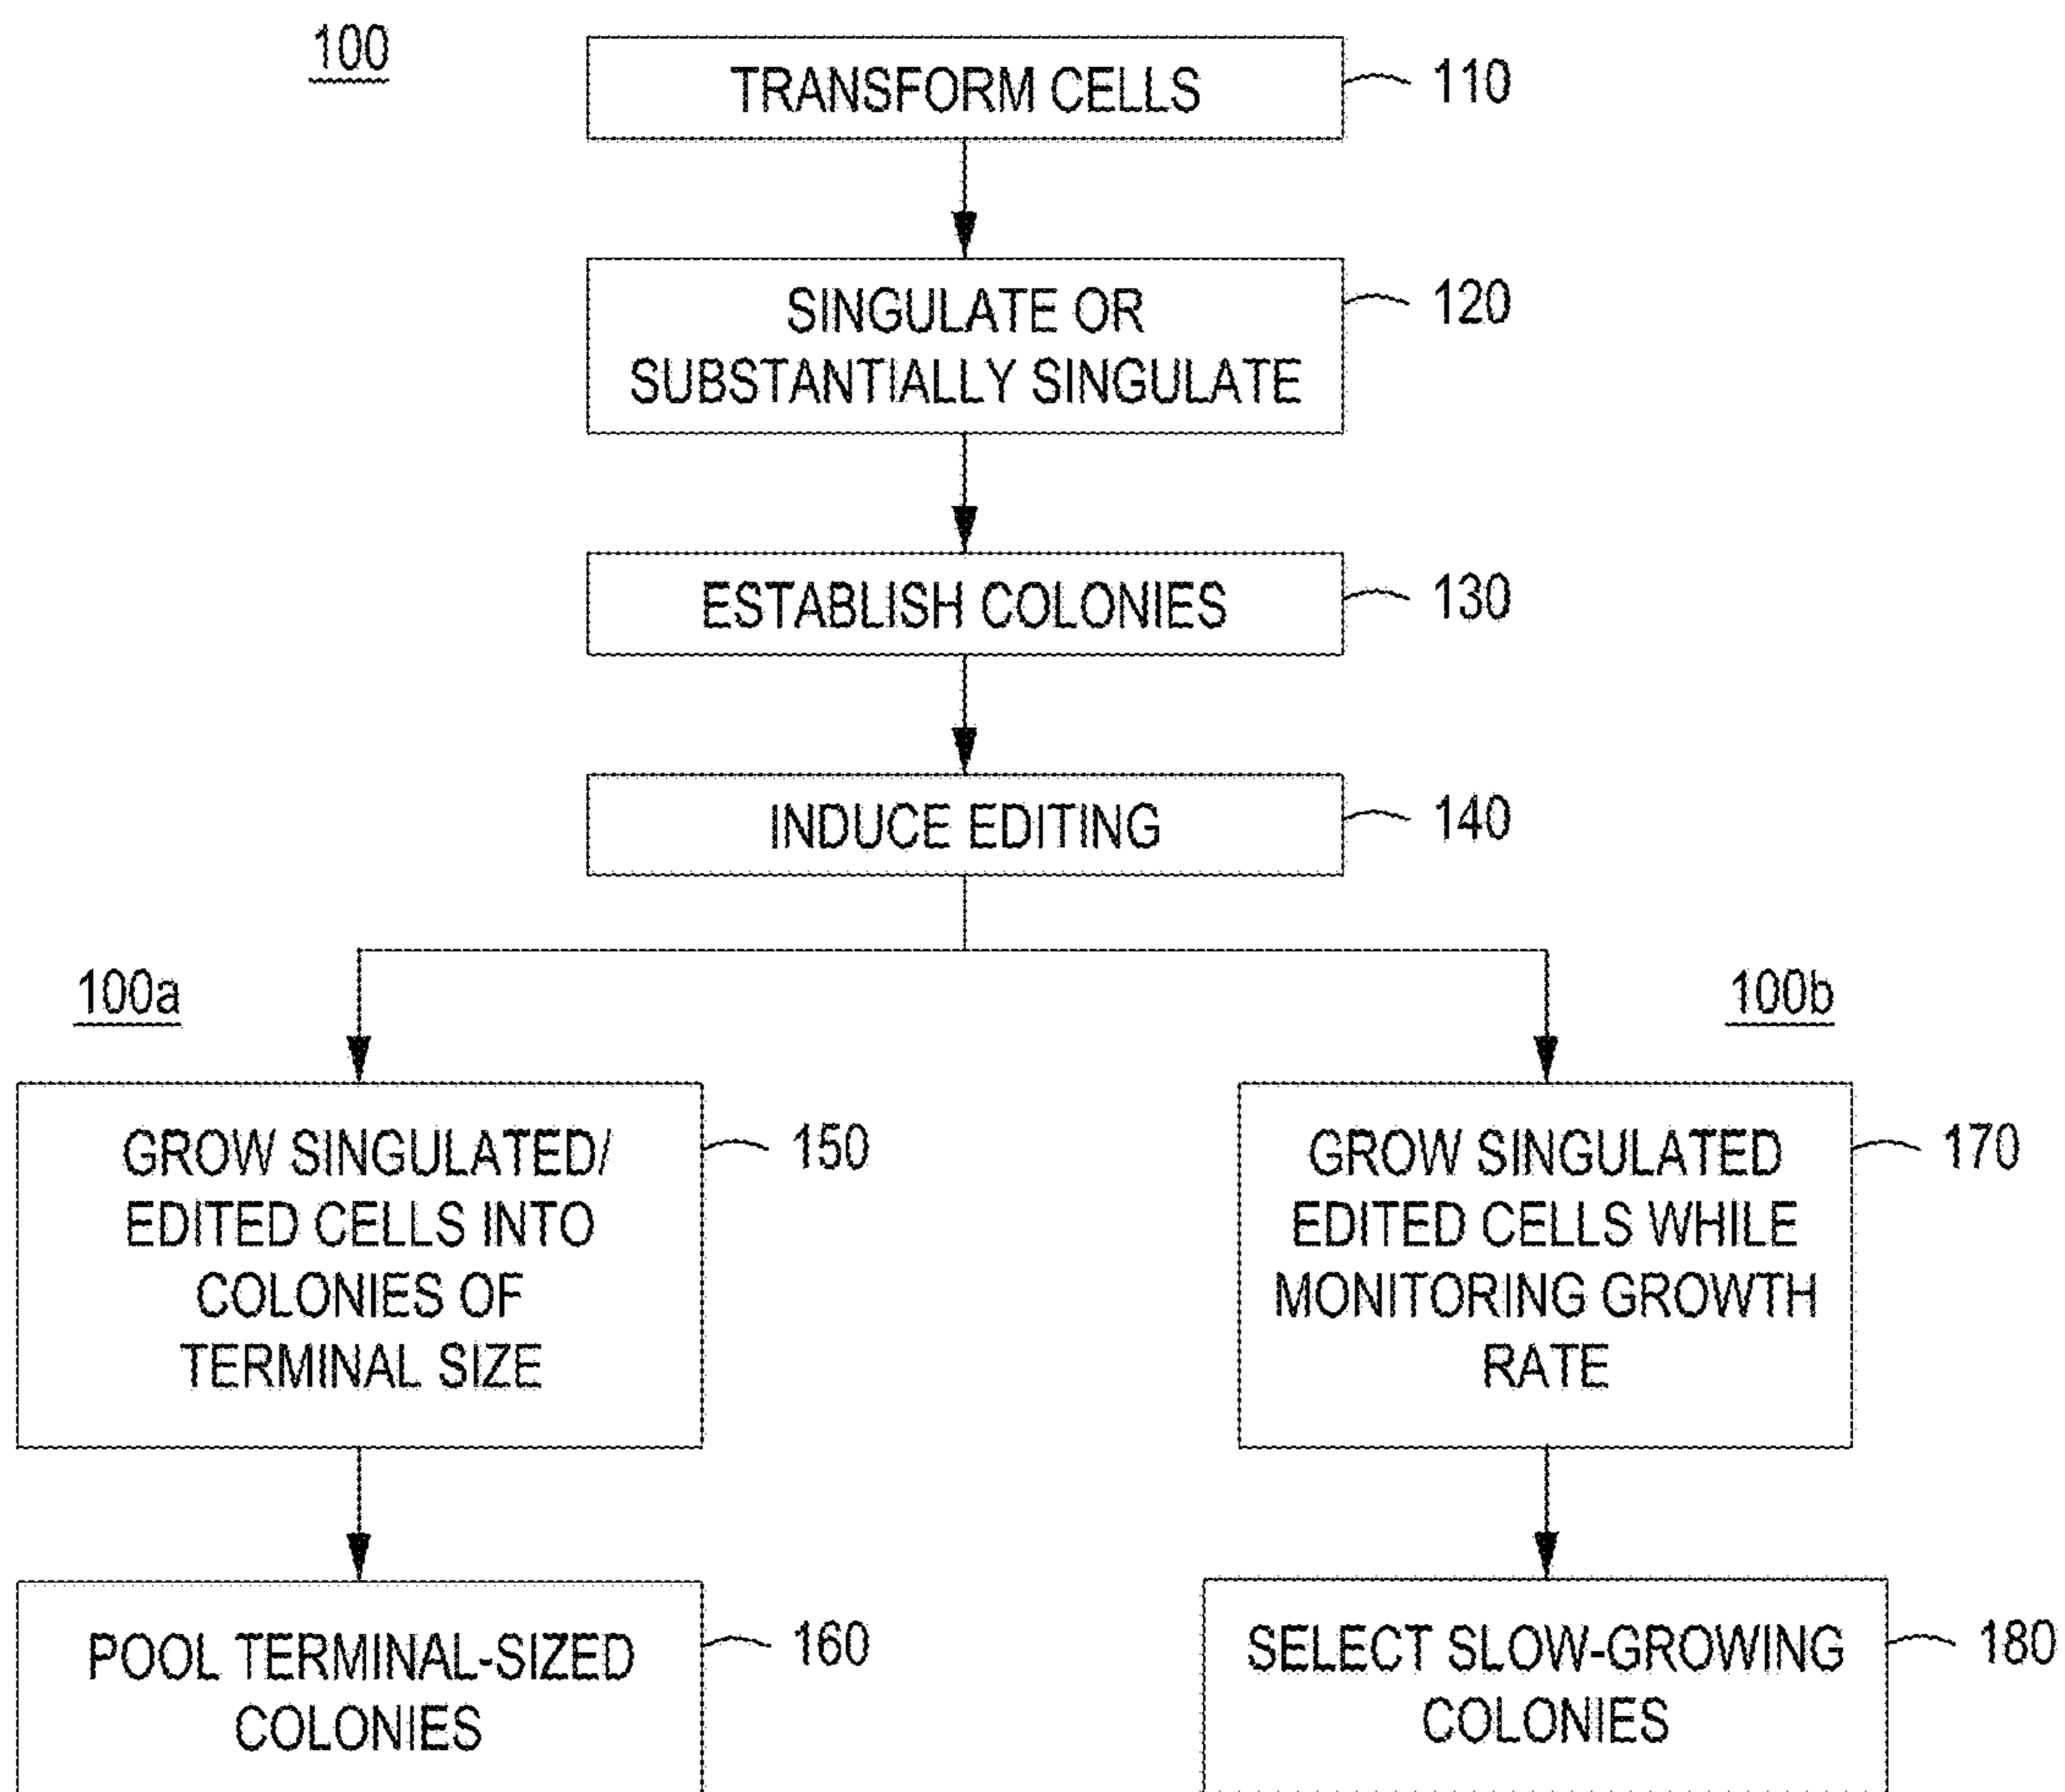 100
TRANSFORM CELLS
110
SINGULATE OR
SUBSTANTIALLY SINGULATE
120
ESTABLISH COLONIES
130
INDUCE EDITING
140
100a
100b
GROW SINGULATED/
EDITED CELLS INTO
COLONIES OF
TERMINAL SIZE
150
GROW SINGULATED
EDITED CELLS WHILE
MONITORING GROWTH
RATE
170
POOL TERMINAL-SIZED
COLONIES
160
SELECT SLOW-GROWING
COLONIES
180